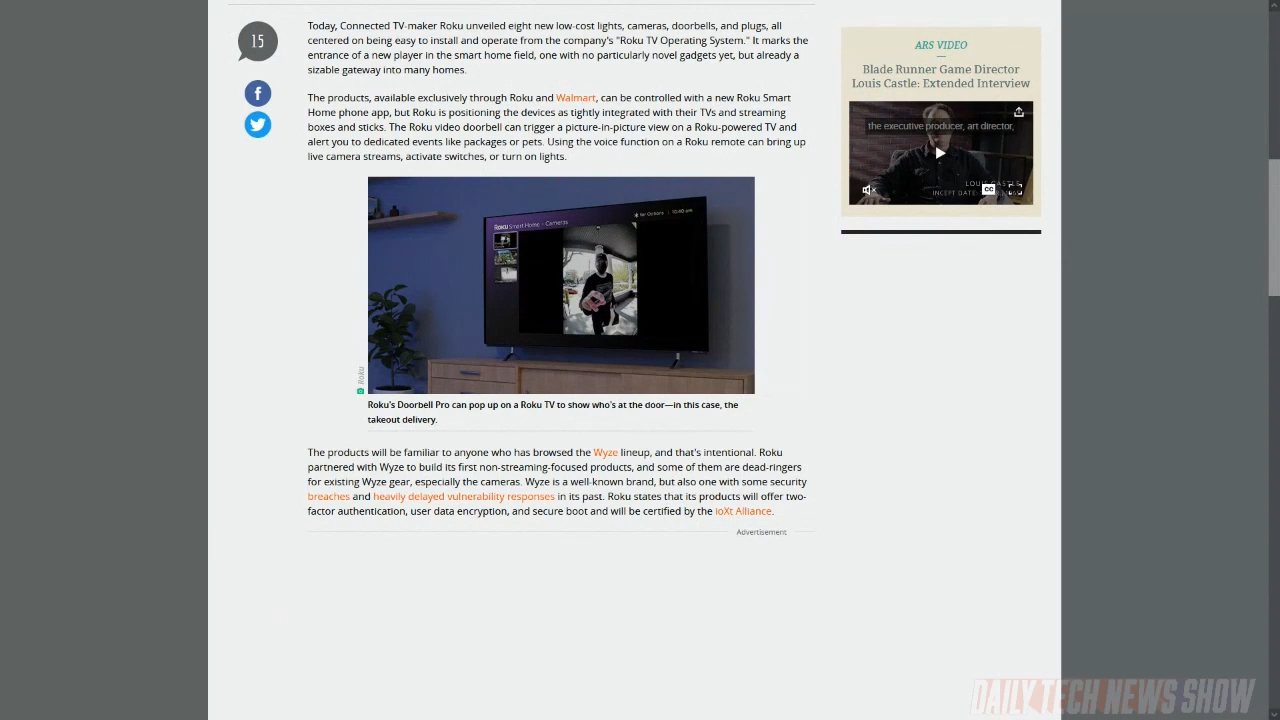 15
Today, Connected TV-maker Roku unveiled eight new low-cost lights, cameras, doorbells, and plugs, all
centered on being easy to install and operate from the company's "Roku TV Operating System." It marks the
entrance of a new player in the smart home field, one with no particularly novel gadgets yet, but already a
sizable gateway into many homes.
The products, available exclusively through Roku and Walmart, can be controlled with a new Roku Smart
Home phone app, but Roku is positioning the devices as tightly integrated with their TVs and streaming
boxes and sticks. The Roku video doorbell can trigger a picture-in-picture view on a Roku-powered TV and
alert you to dedicated events like packages or pets. Using the voice function on a Roku remote can bring up
live camera streams, activate switches, or turn on lights.
Roku Smart Home - Cameras
for Options | 10:40 am
Roku
Roku's Doorbell Pro can pop up on a Roku TV to show who's at the door—in this case, the
takeout delivery.
The products will be familiar to anyone who has browsed the Wyze lineup, and that's intentional. Roku
partnered with Wyze to build its first non-streaming-focused products, and some of them are dead-ringers
for existing Wyze gear, especially the cameras. Wyze is a well-known brand, but also one with some security
breaches and heavily delayed vulnerability responses in its past. Roku states that its products will offer two-
factor authentication, user data encryption, and secure boot and will be certified by the ioXt Alliance.
Advertisement
ARS VIDEO
Blade Runner Game Director
Louis Castle: Extended Interview
the executive producer, art director,
LOUIS CASTLE
CC
INCEPT DATE:
DAILY TECH NEWS SHOW